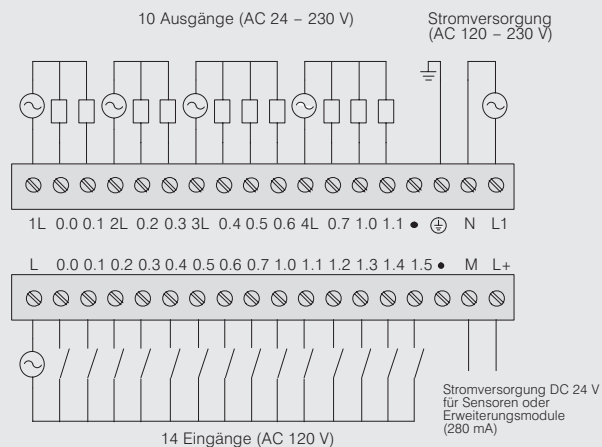 10 Ausgänge (AC 24 – 230 V)
Stromversorgung
(AC 120 – 230 V)
1L 0.0 0.1 2L 0.2 0.3 3L 0.4 0.5 0.6 4L 0.7 1.0 1.1 • N L1
L 0.0 0.1 0.2 0.3 0.4 0.5 0.6 0.7 1.0 1.1 1.2 1.3 1.4 1.5 • M L+
Stromversorgung DC 24 V
für Sensoren oder
Erweiterungsmodule
(280 mA)
14 Eingänge (AC 120 V)